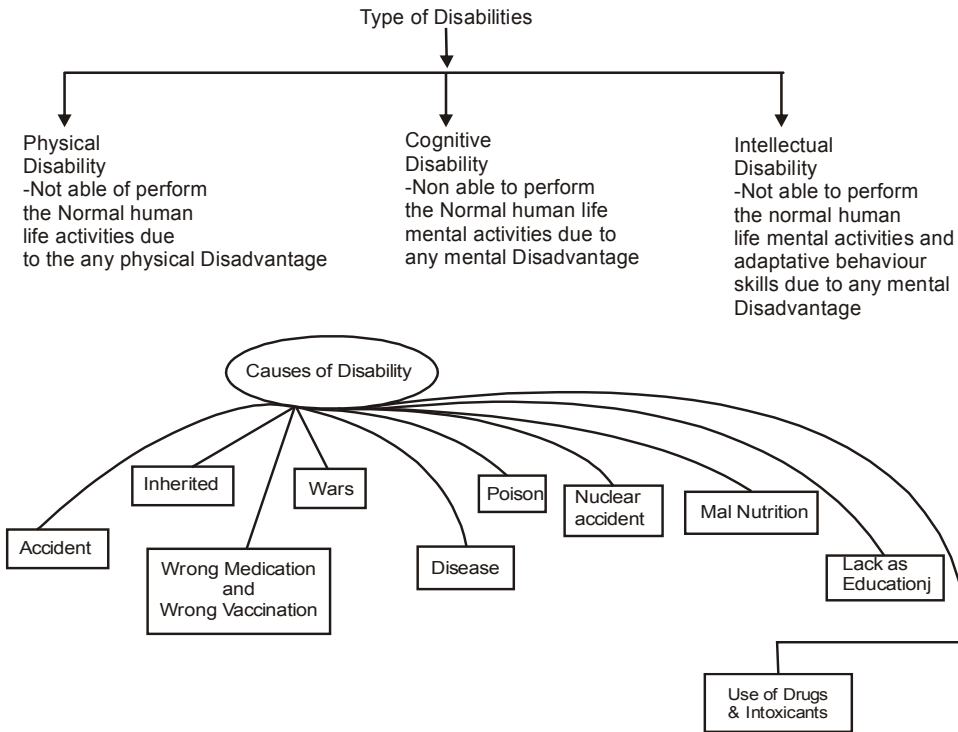 Type of Disabilities
Physical
Disability
-Not able of perform
the Normal human
life activities due
to the any physical Disadvantage
Cognitive
Disability
-Non able to perform
the Normal human life
mental activities due to
any mental Disadvantage
Intellectual
Disability
-Not able to perform
the normal human
life mental activities and
adaptative behaviour
skills due to any mental
Disadvantage
Causes of Disability
Accident
Inherited
Wrong Medication
and
Wrong Vaccination
Wars
Disease
Poison
Nuclear
accident
Mal Nutrition
Lack as
Educationj
Use of Drugs
& Intoxicants